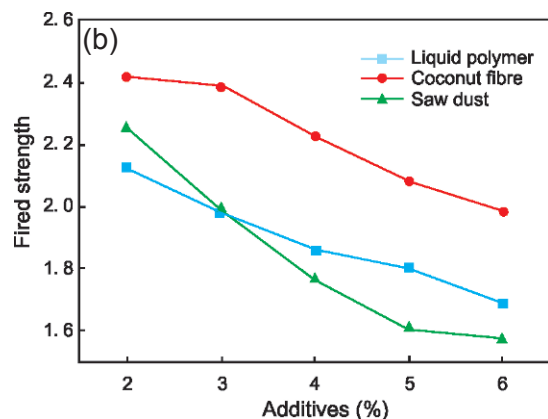 (b)
2.6
2.4
2.2
2.0
1.8
1.6
Fired strength
Liquid polymer
Coconut fibre
Saw dust
2 3 4 5 6
Additives (%)